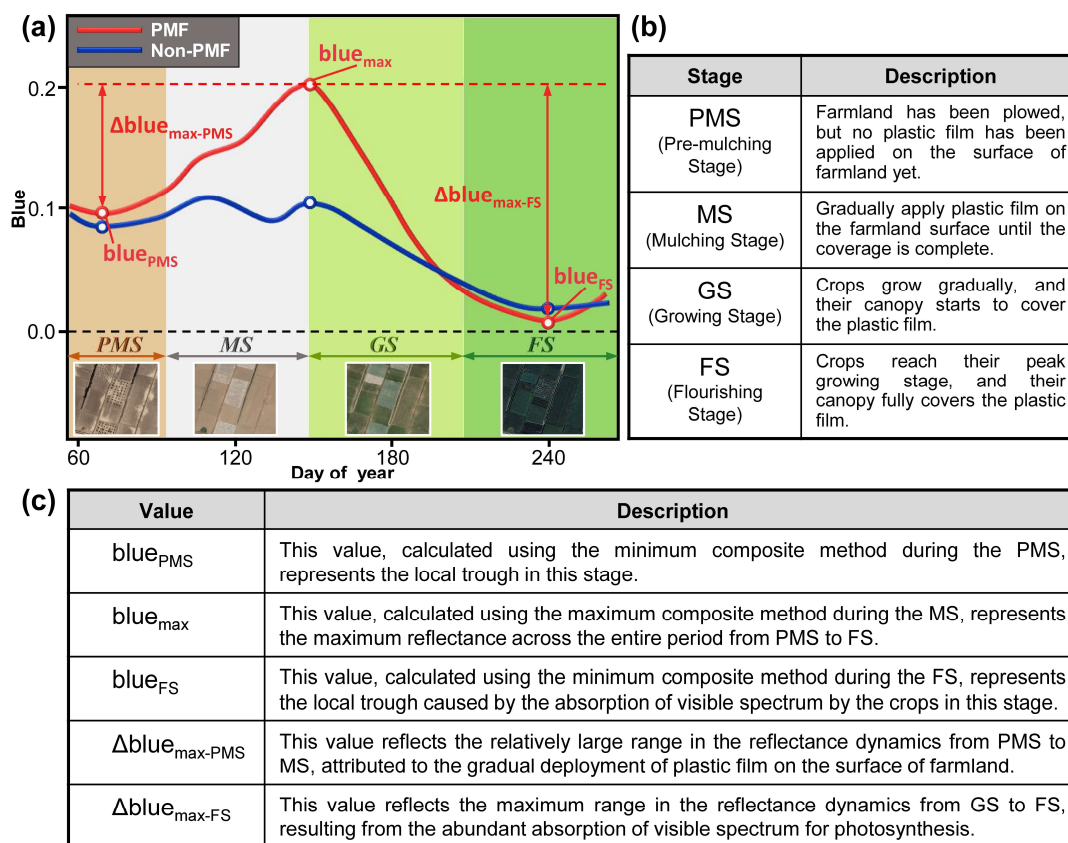 (a)
PMF
Non-PMF
blue_max
0.2
Δblue_max-PMS
Blue
0.1
Δblue_max-FS
blue_PMS
blue_FS
0.0
PMS
MS
GS
FS
60
120
180
240
Day of year
(b)
Stage
Description
PMS
(Pre-mulching
Stage)
Farmland has been plowed,
but no plastic film has been
applied on the surface of
farmland yet.
MS
(Mulching Stage)
Gradually apply plastic film on
the farmland surface until the
coverage is complete.
GS
(Growing Stage)
Crops grow gradually, and
their canopy starts to cover
the plastic film.
FS
(Flourishing
Stage)
Crops reach their peak
growing stage, and their
canopy fully covers the plastic
film.
(c)
Value
Description
blue_PMS
This value, calculated using the minimum composite method during the PMS,
represents the local trough in this stage.
blue_max
This value, calculated using the maximum composite method during the MS, represents
the maximum reflectance across the entire period from PMS to FS.
blue_FS
This value, calculated using the minimum composite method during the FS, represents
the local trough caused by the absorption of visible spectrum by the crops in this stage.
Δblue_max-PMS
This value reflects the relatively large range in the reflectance dynamics from PMS to
MS, attributed to the gradual deployment of plastic film on the surface of farmland.
Δblue_max-FS
This value reflects the maximum range in the reflectance dynamics from GS to FS,
resulting from the abundant absorption of visible spectrum for photosynthesis.